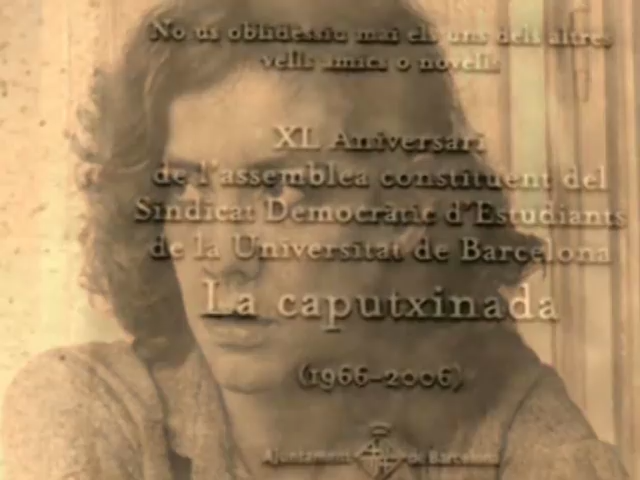 No us oblidessiu mai els uns dels altres
vells amics o novells
XL Aniversari
de l'assemblea constituent del
Sindicat Democràtic d'Estudiants
de la Universitat de Barcelona
La caputxinada
(1966-2006)
Ajuntament de Barcelona